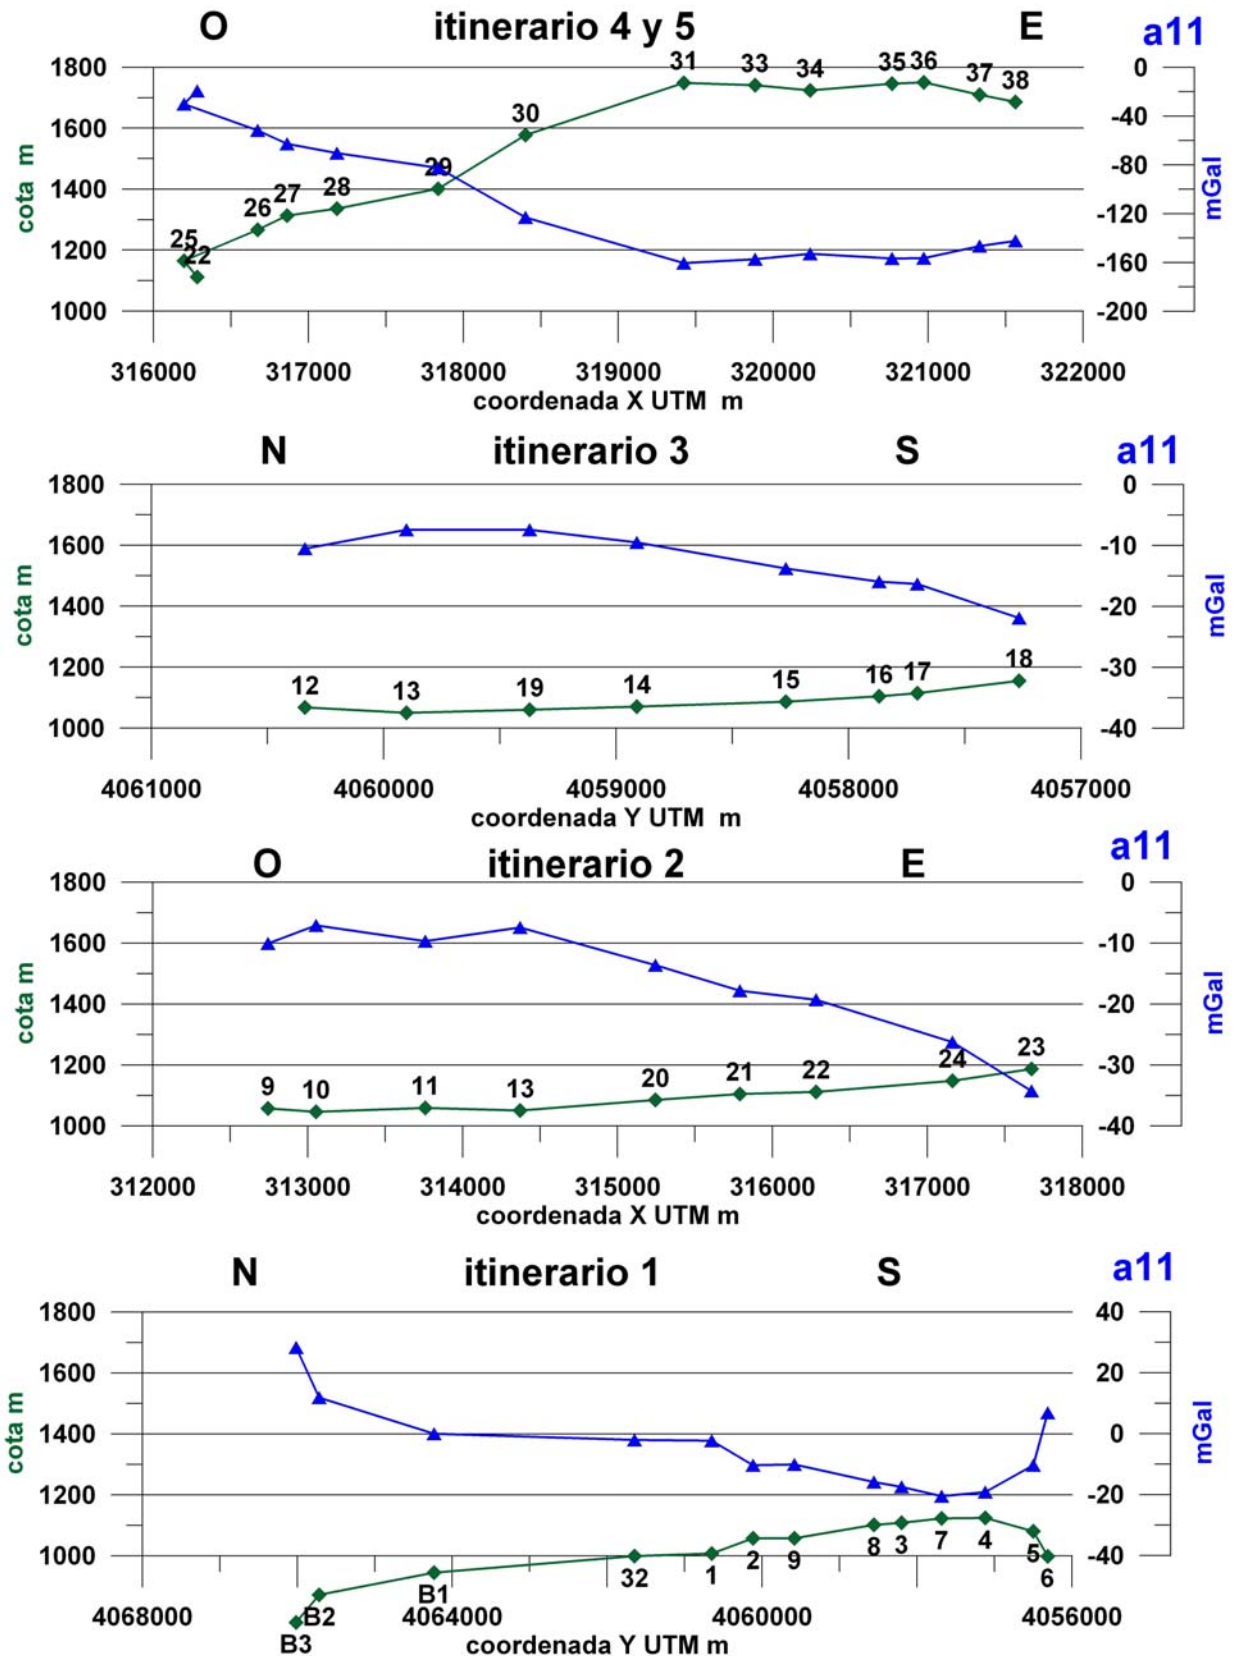 O itinerario 4 y 5 E a11
1800 31 33 34 35 36 37 38 0
1600 30 -40
1400 29 -80
28 27 26 -120
1200 25 22 -160
1000 -200
cota m mGal
316000 317000 318000 319000 320000 321000 322000
coordenada X UTM m
N itinerario 3 S a11
1800 0
1600 -10
1400 -20
1200 -30
12 13 19 14 15 16 17 18
1000 -40
cota m mGal
4061000 4060000 4059000 4058000 4057000
coordenada Y UTM m
O itinerario 2 E a11
1800 0
1600 -10
1400 -20
1200 -30
9 10 11 13 20 21 22 24 23
1000 -40
cota m mGal
312000 313000 314000 315000 316000 317000 318000
coordenada X UTM m
N itinerario 1 S a11
1800 40
1600 20
1400 0
1200 -20
1000 -40
B3 B2 B1 32 1 2 9 8 3 7 4 5 6
cota m mGal
4068000 4064000 4060000 4056000
coordenada Y UTM m